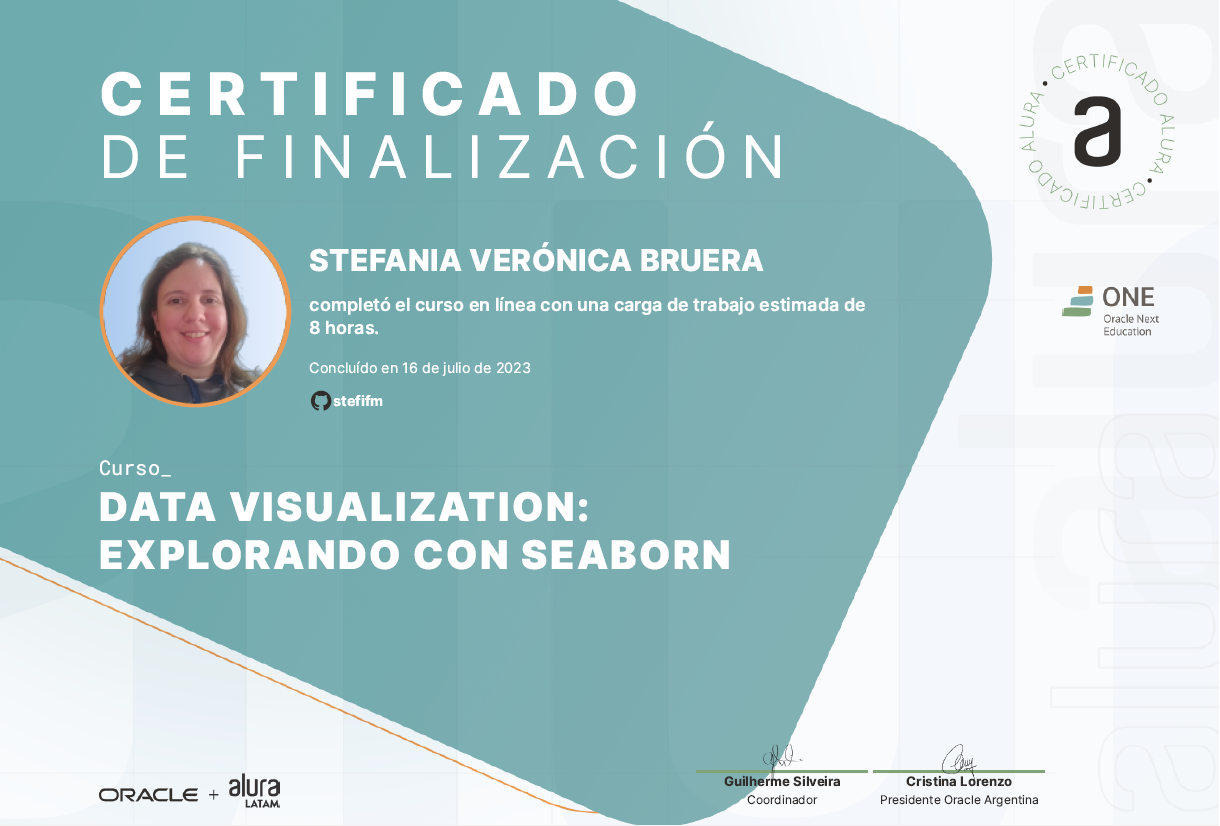 CERTIFICADO
DE FINALIZACIÓN
CERTIFICADO ALURA • CERTIFICADO ALURA •
a
STEFANIA VERÓNICA BRUERA
completó el curso en línea con una carga de trabajo estimada de
8 horas.
Concluído en 16 de julio de 2023
stefifm
ONE
Oracle Next
Education
Curso_
DATA VISUALIZATION:
EXPLORANDO CON SEABORN
alura
alura
ORACLE + alura
LATAM
Guilherme Silveira
Coordinador
Cristina Lorenzo
Presidente Oracle Argentina